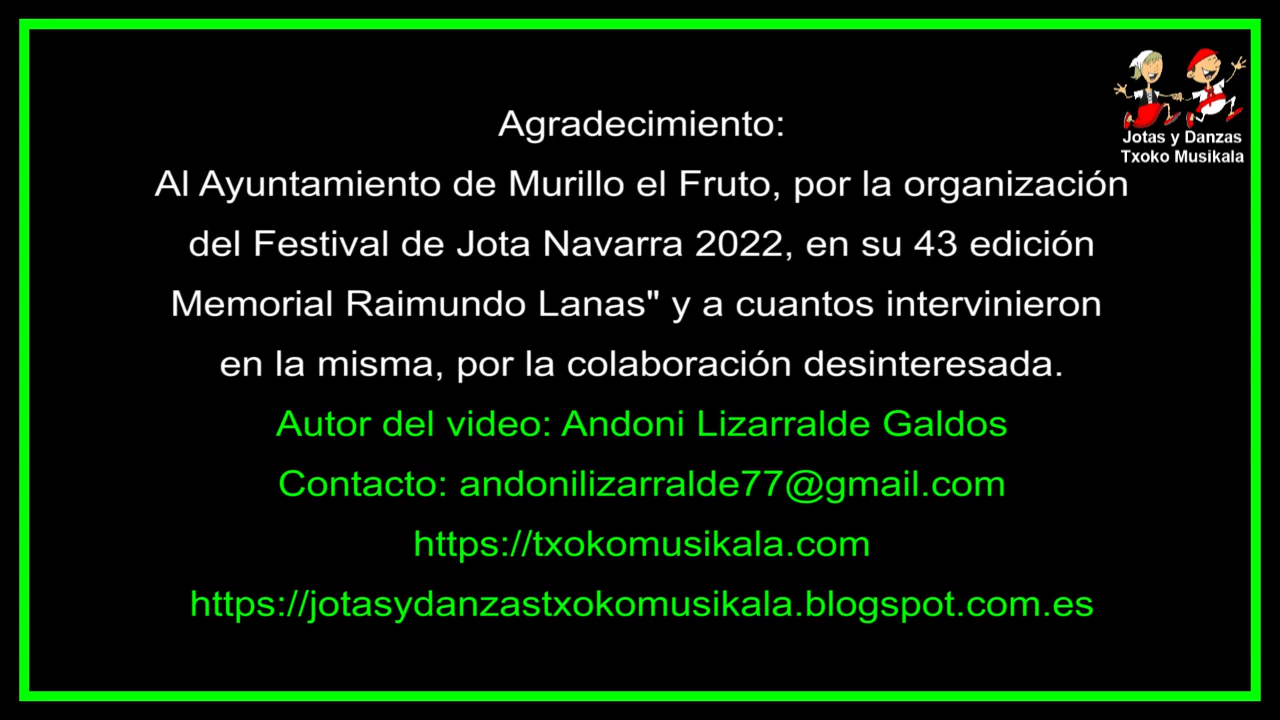 Jotas y Danzas
Txoko Musikala
Agradecimiento:
Al Ayuntamiento de Murillo el Fruto, por la organización
del Festival de Jota Navarra 2022, en su 43 edición
Memorial Raimundo Lanas" y a cuantos intervinieron
en la misma, por la colaboración desinteresada.
Autor del video: Andoni Lizarralde Galdos
Contacto: andonilizarralde77@gmail.com
https://txokomusikala.com
https://jotasydanzastxokomusikala.blogspot.com.es